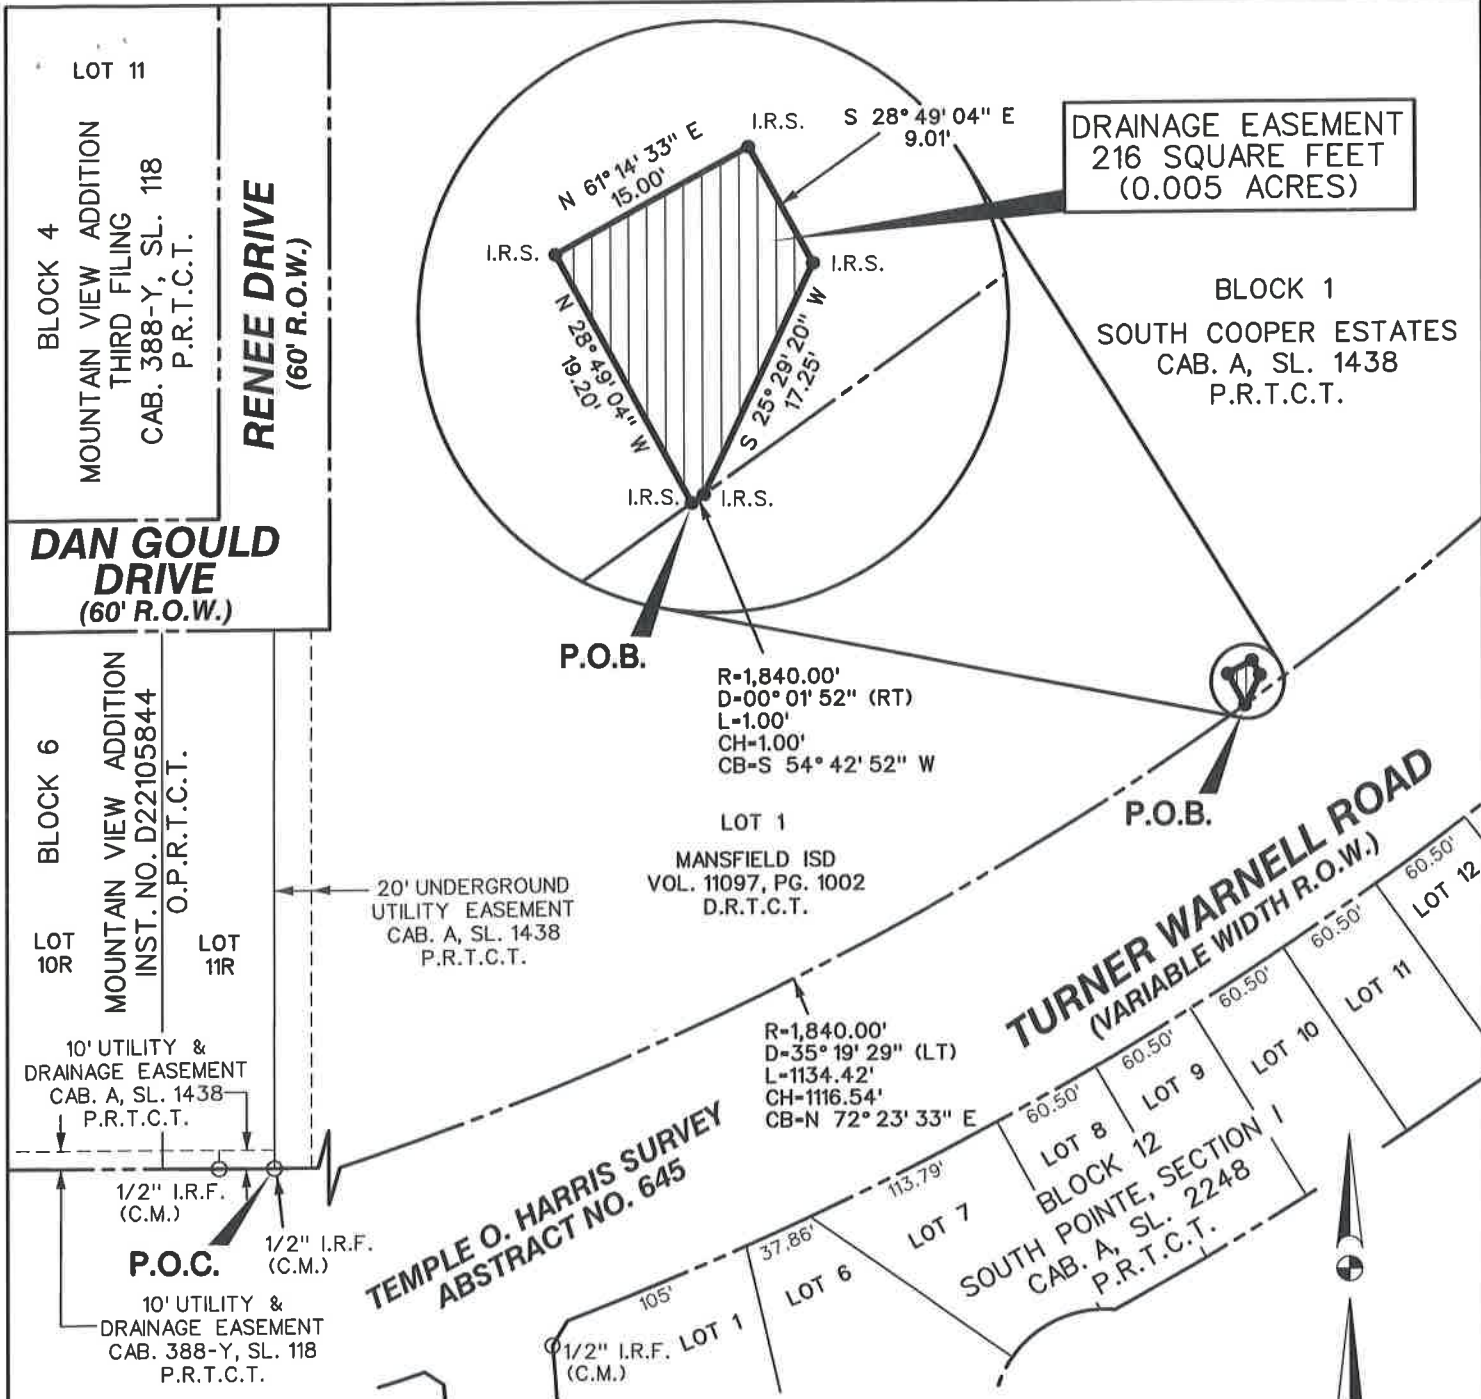 LOT 11
BLOCK 4
MOUNTAIN VIEW ADDITION
THIRD FILING
CAB. 388-Y, SL. 118
P.R.T.C.T.
RENEE DRIVE
(60' R.O.W.)
DAN GOULD
DRIVE
(60' R.O.W.)
I.R.S.
N 61° 14' 33" E
15.00'
S 28° 49' 04" E
9.01'
DRAINAGE EASEMENT
216 SQUARE FEET
(0.005 ACRES)
I.R.S.
I.R.S.
N 28° 49' 04" W
19.20'
S 25° 29' 20" W
17.25'
I.R.S.
I.R.S.
BLOCK 1
SOUTH COOPER ESTATES
CAB. A, SL. 1438
P.R.T.C.T.
P.O.B.
R=1,840.00'
D=00° 01' 52" (RT)
L=1.00'
CH=1.00'
CB=S 54° 42' 52" W
P.O.B.
LOT 1
MANSFIELD ISD
VOL. 11097, PG. 1002
D.R.T.C.T.
BLOCK 6
MOUNTAIN VIEW ADDITION
INST. NO. D222105844
O.P.R.T.C.T.
LOT
10R
LOT
11R
20' UNDERGROUND
UTILITY EASEMENT
CAB. A, SL. 1438
P.R.T.C.T.
10' UTILITY &
DRAINAGE EASEMENT
CAB. A, SL. 1438
P.R.T.C.T.
1/2" I.R.F.
(C.M.)
P.O.C.
1/2" I.R.F.
(C.M.)
10' UTILITY &
DRAINAGE EASEMENT
CAB. 388-Y, SL. 118
P.R.T.C.T.
R=1,840.00'
D=35° 19' 29" (LT)
L=1134.42'
CH=1116.54'
CB=N 72° 23' 33" E
TURNER WARNELL ROAD
(VARIABLE WIDTH R.O.W.)
TEMPLE O. HARRIS SURVEY
ABSTRACT NO. 645
105'
37.86'
113.79'
60.50'
60.50'
60.50'
60.50'
60.50'
1/2" I.R.F.
(C.M.)
LOT 1
LOT 6
LOT 7
LOT 8
LOT 9
LOT 10
LOT 11
LOT 12
BLOCK 12
SOUTH POINTE, SECTION I
CAB. A, SL. 2248
P.R.T.C.T.